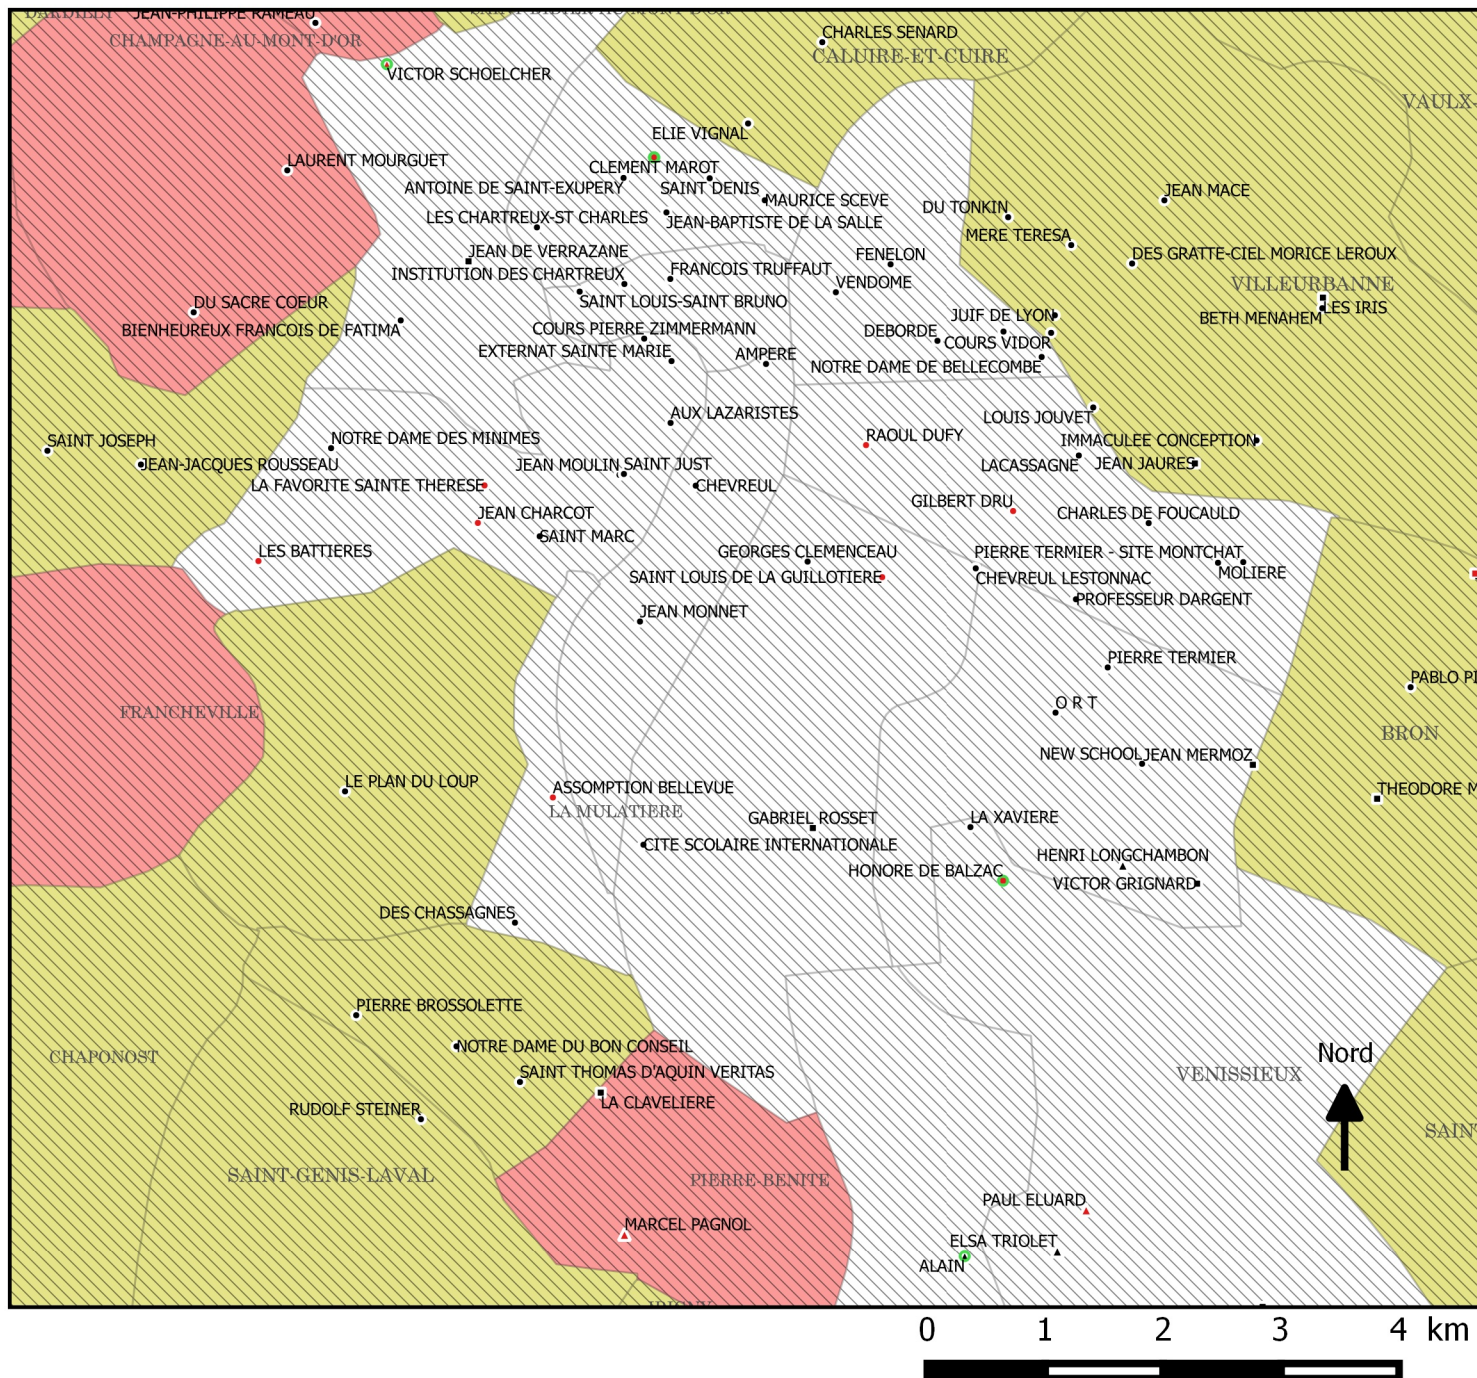 DARDILLY
JEAN-PHILIPPE RAMEAU
CHAMPAGNE-AU-MONT-D'OR
VICTOR SCHOELCHER
CHARLES SENARD
CALUIRE-ET-CUIRE
VAULX-
ELIE VIGNAL
LAURENT MOURGUET
CLEMENT MAROT
ANTOINE DE SAINT-EXUPERY
SAINT DENIS
MAURICE SCEVE
JEAN MACE
DU TONKIN
LES CHARTREUX-ST CHARLES
JEAN-BAPTISTE DE LA SALLE
MERE TERESA
JEAN DE VERRAZANE
FENELON
DES GRATTE-CIEL MORICE LEROUX
INSTITUTION DES CHARTREUX
FRANCOIS TRUFFAUT
VENDOME
VILLEURBANNE
DU SACRE COEUR
SAINT LOUIS-SAINT BRUNO
LES IRIS
BETH MENAHEM
JUIF DE LYON
BIENHEUREUX FRANCOIS DE FATIMA
COURS PIERRE ZIMMERMANN
DEBORDE
COURS VIDOR
EXTERNAT SAINTE MARIE
AMPERE
NOTRE DAME DE BELLECOMBE
AUX LAZARISTES
LOUIS JOUVET
SAINT JOSEPH
NOTRE DAME DES MINIMES
RAOUL DUFY
IMMACULEE CONCEPTION
JEAN-JACQUES ROUSSEAU
JEAN MOULIN
SAINT JUST
LACASSAGNE
JEAN JAURES
LA FAVORITE SAINTE THERESE
CHEVREUL
GILBERT DRU
JEAN CHARCOT
CHARLES DE FOUCAULD
SAINT MARC
LES BATTIERES
GEORGES CLEMENCEAU
PIERRE TERMIER - SITE MONTCHAT
SAINT LOUIS DE LA GUILLOTIERE
CHEVREUL LESTONNAC
MOLIERE
PROFESSEUR DARGENT
JEAN MONNET
PIERRE TERMIER
PABLO PI
O R T
FRANCHEVILLE
BRON
NEW SCHOOL
JEAN MERMOZ
LE PLAN DU LOUP
ASSOMPTION BELLEVUE
THEODORE M
LA MULATIERE
GABRIEL ROSSET
LA XAVIERE
CITE SCOLAIRE INTERNATIONALE
HENRI LONGCHAMBON
HONORE DE BALZAC
VICTOR GRIGNARD
DES CHASSAGNES
PIERRE BROSSOLETTE
NOTRE DAME DU BON CONSEIL
CHAPONOST
Nord
SAINT THOMAS D'AQUIN VERITAS
VENISSIEUX
LA CLAVELIERE
RUDOLF STEINER
SAINT
SAINT-GENIS-LAVAL
PIERRE-BENITE
PAUL ELUARD
MARCEL PAGNOL
ELSA TRIOLET
ALAIN
0 1 2 3 4 km